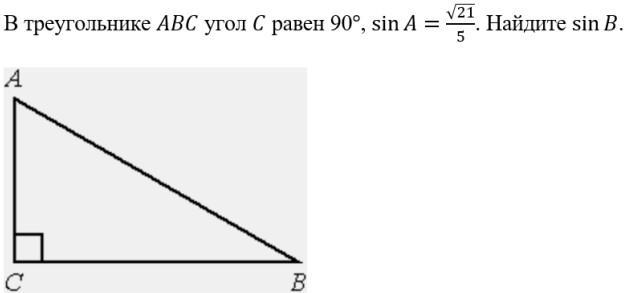 В треугольнике ABC угол C равен 90°, sin A = √21/5. Найдите sin B.
A
C
B